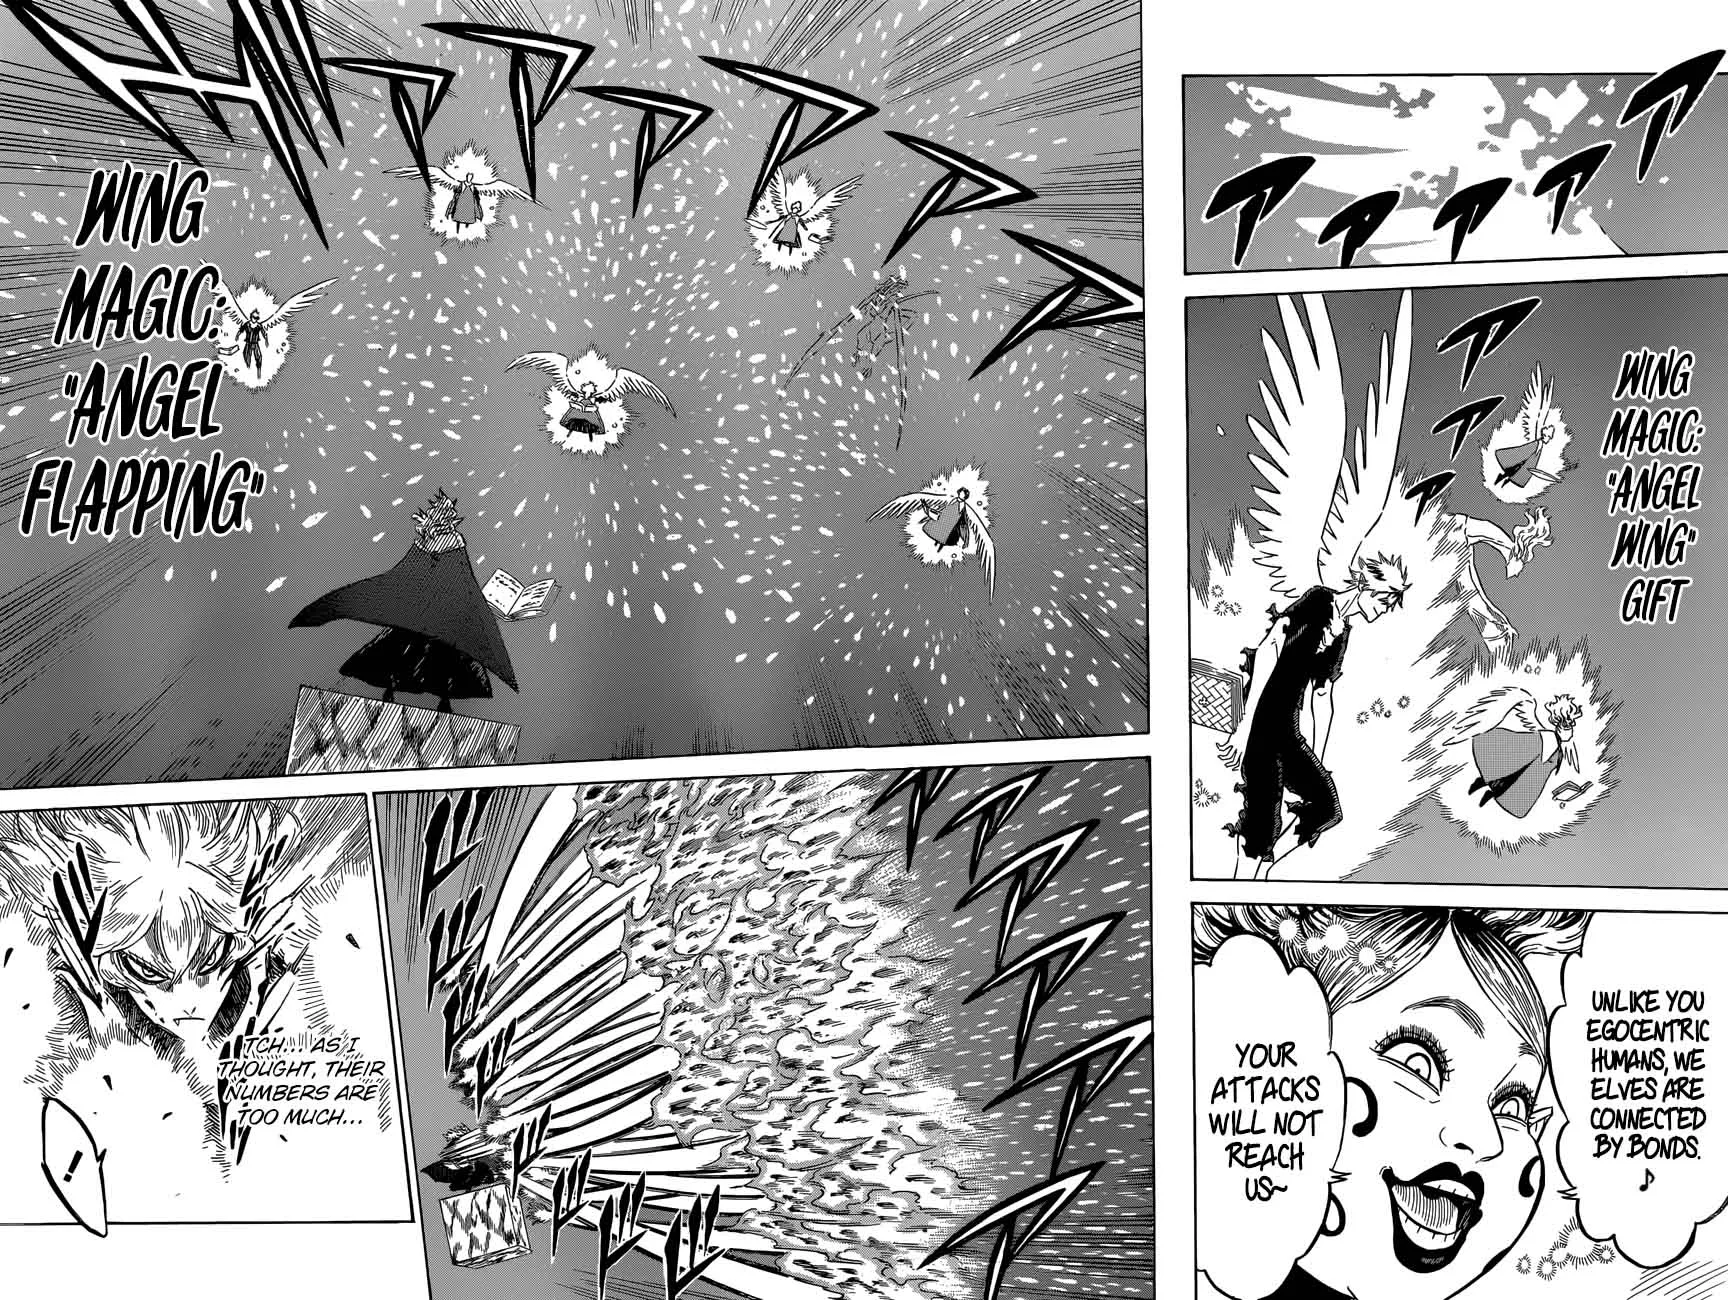 WING
MAGIC:
"ANGEL
WING"
GIFT
UNLIKE YOU
EGOCENTRIC
HUMANS, WE
ELVES ARE
CONNECTED
BY BONDS.
♪
YOUR
ATTACKS
WILL NOT
REACH
US~
WING
MAGIC:
"ANGEL
FLAPPING"
TCH... AS I
THOUGHT, THEIR
NUMBERS ARE
TOO MUCH...
!